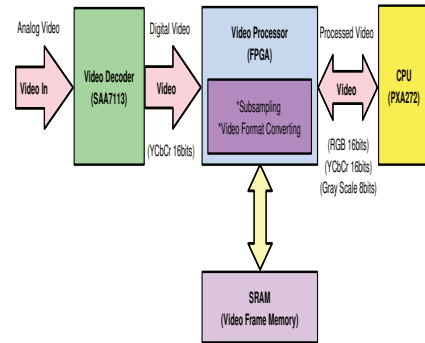 Analog Video
Video In
Video Decoder
(SAA7113)
Digital Video
Video
(YCbCr 16bits)
Video Processor
(FPGA)
*Subsampling
*Video Format Converting
Processed Video
Video
(RGB 16bits)
(YCbCr 16bits)
(Gray Scale 8bits)
CPU
(PXA272)
SRAM
(Video Frame Memory)